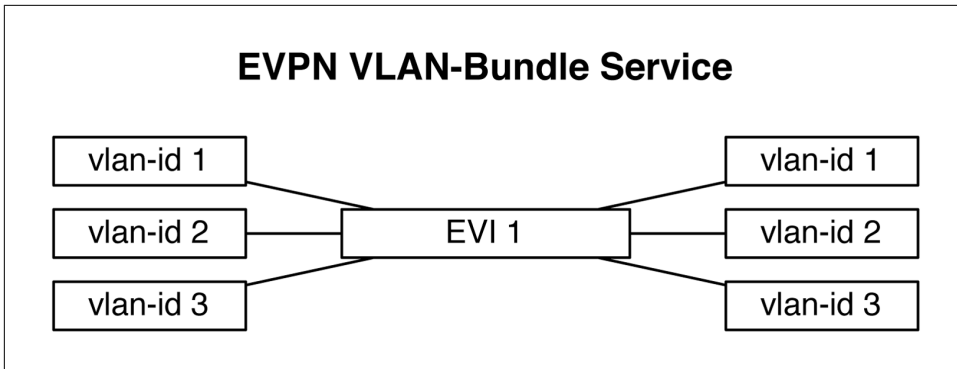 EVPN VLAN-Bundle Service
vlan-id 1
vlan-id 1
vlan-id 2
EVI 1
vlan-id 2
vlan-id 3
vlan-id 3